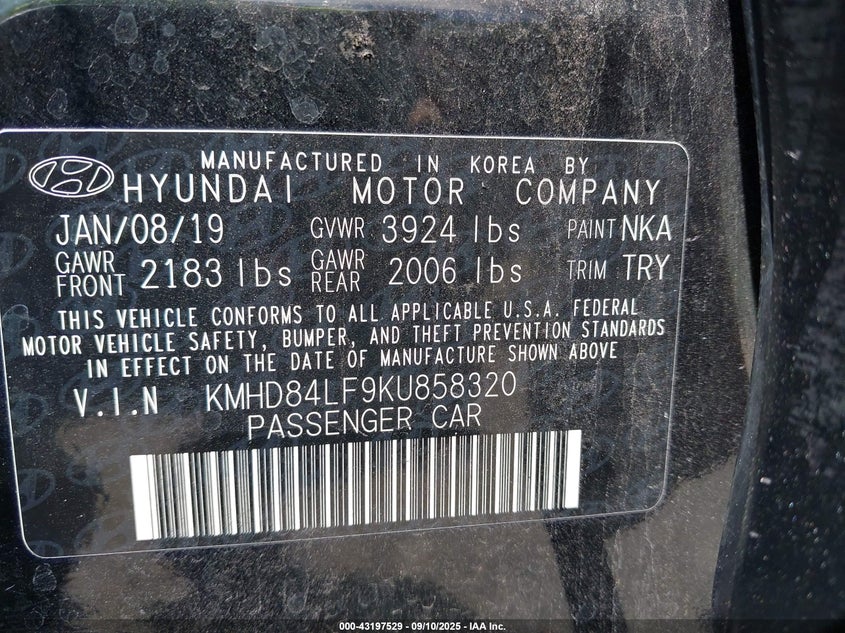 MANUFACTURED IN KOREA BY
HYUNDAI MOTOR COMPANY
JAN/08/19 GVWR 3924 lbs PAINT NKA
GAWR FRONT 2183 lbs GAWR REAR 2006 lbs TRIM TRY
THIS VEHICLE CONFORMS TO ALL APPLICABLE U.S.A. FEDERAL
MOTOR VEHICLE SAFETY, BUMPER, AND THEFT PREVENTION STANDARDS
IN EFFECT ON THE DATE OF MANUFACTURE SHOWN ABOVE.
V.I.N KMHD84LF9KU858320
PASSENGER CAR
000-43197529 - 09/10/2025 - IAA Inc.